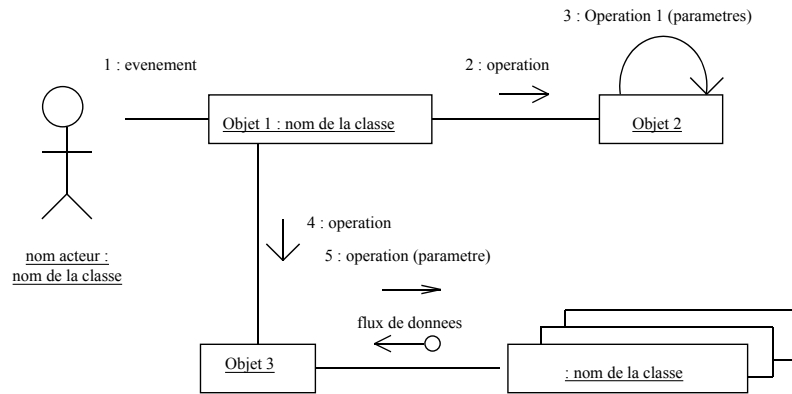 3 : Operation 1 (parametres)
1 : evenement
2 : operation
Objet 1 : nom de la classe
Objet 2
4 : operation
nom acteur :
nom de la classe
5 : operation (parametre)
flux de donnees
Objet 3
: nom de la classe